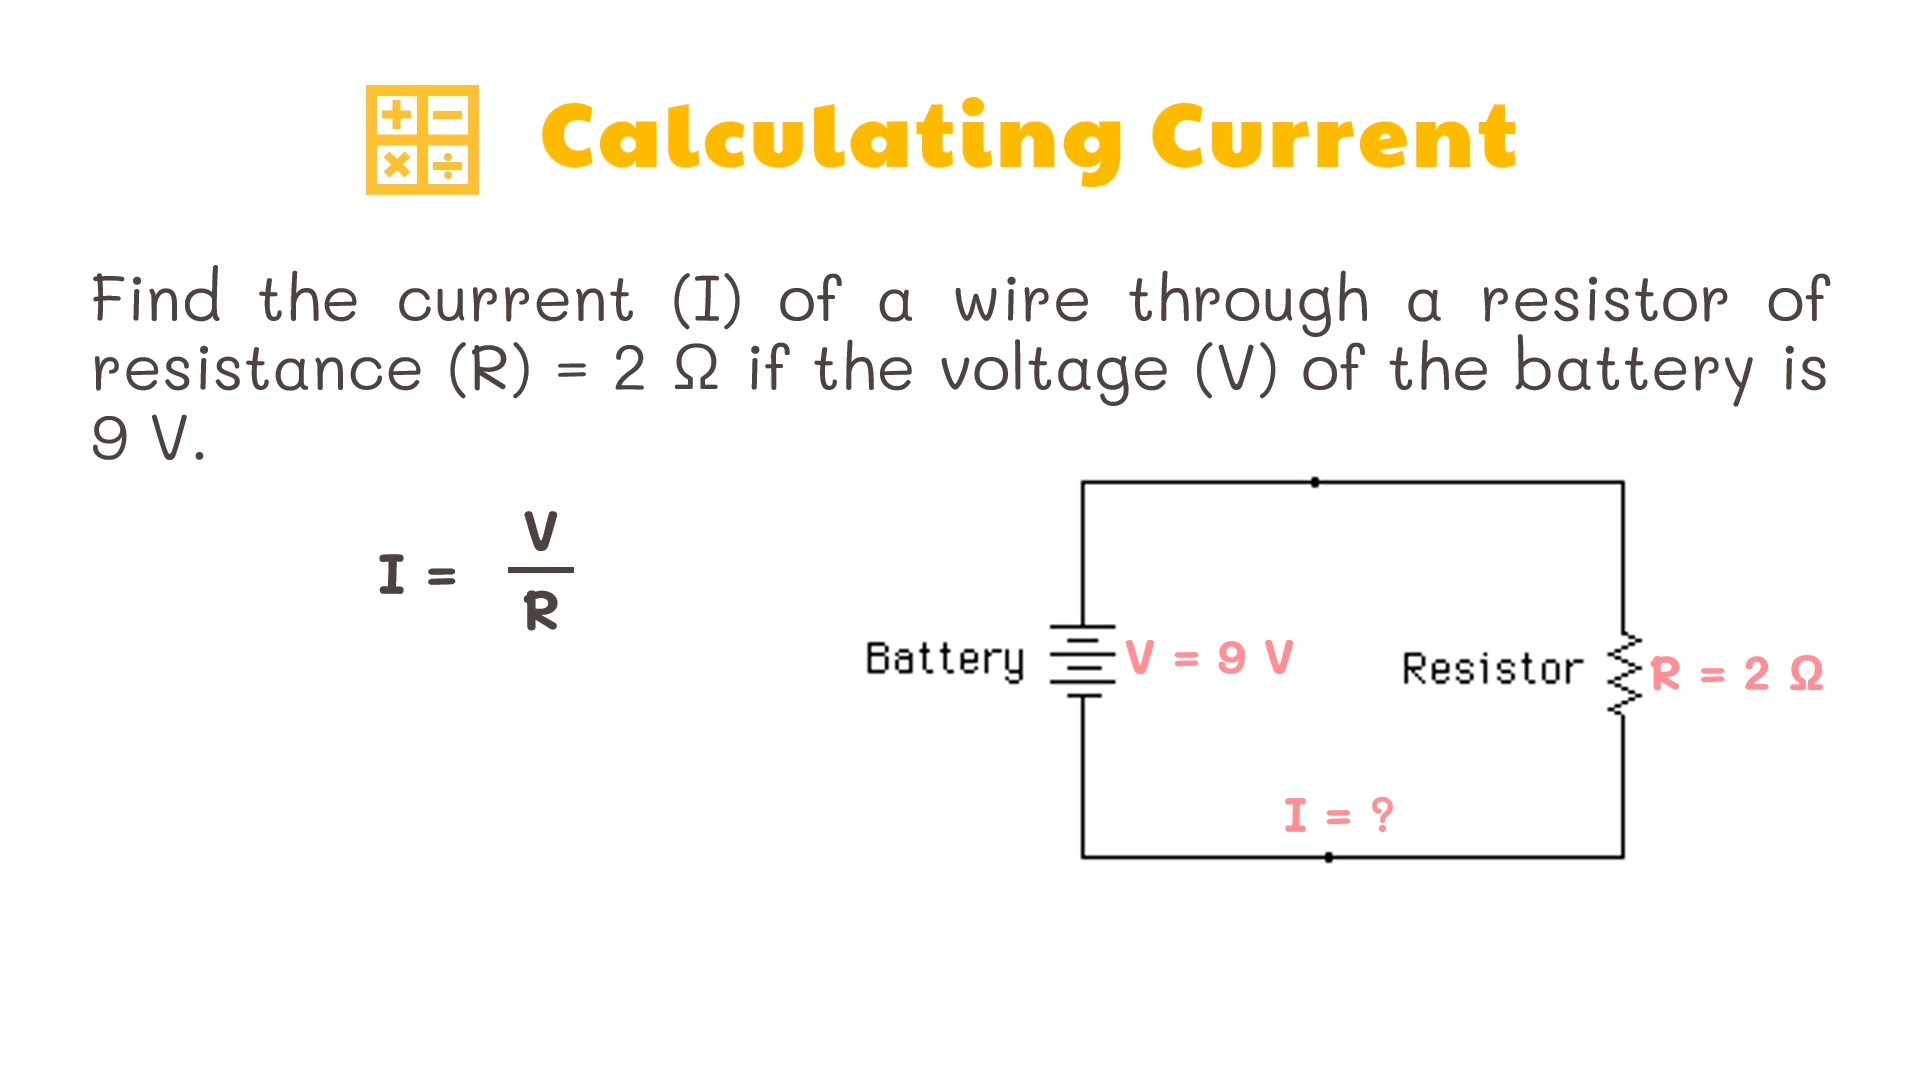 Calculating Current
Find the current (I) of a wire through a resistor of
resistance (R) = 2 Ω if the voltage (V) of the battery is
9 V.
I = V
R
Battery V = 9 V
Resistor R = 2 Ω
I = ?